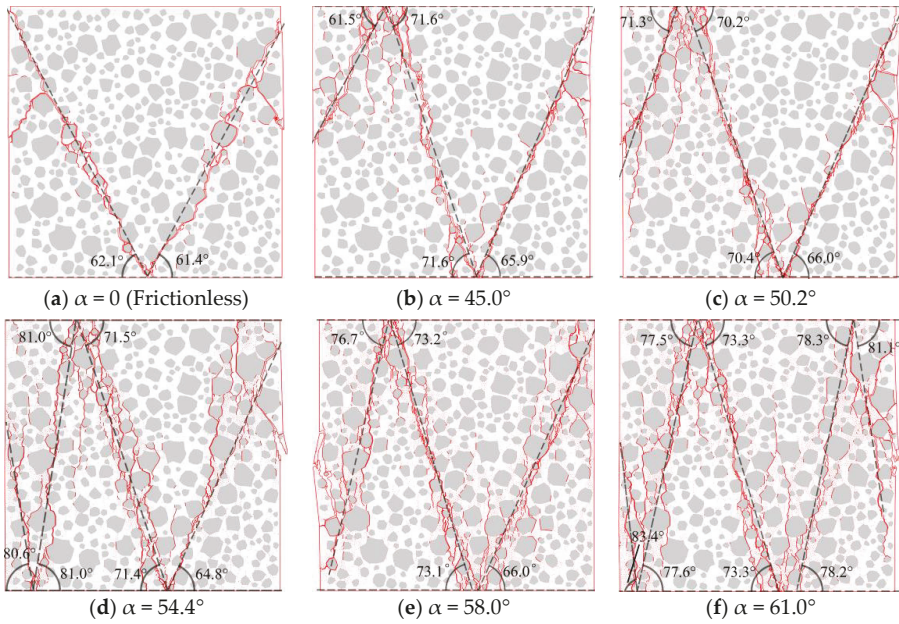 61.5° 71.6° 71.3° 70.2°
62.1° 61.4° 71.6° 65.9° 70.4° 66.0°
(a) α = 0 (Frictionless) (b) α = 45.0° (c) α = 50.2°
81.0° 71.5° 76.7 73.2° 77.5° 73.3° 78.3°
81.1°
80.6° 83.4°
81.0° 71.4° 64.8° 73.1° 66.0° 77.6° 73.3° 78.2°
(d) α = 54.4° (e) α = 58.0° (f) α = 61.0°